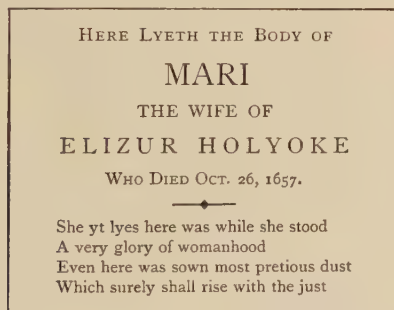 HERE LYETH THE BODY OF
MARI
THE WIFE OF
ELIZUR HOLYOKE
WHO DIED OCT. 26, 1657.
She yt lyes here was while she stood
A very glory of womanhood
Even here was sown most pretious dust
Which surely shall rise with the just